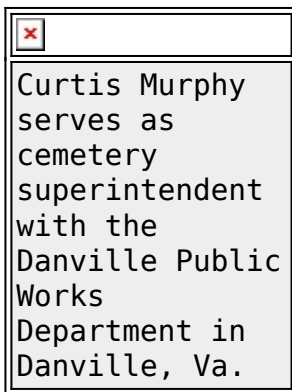 Curtis Murphy
serves as
cemetery
superintendent
with the
Danville Public
Works
Department in
Danville, Va.